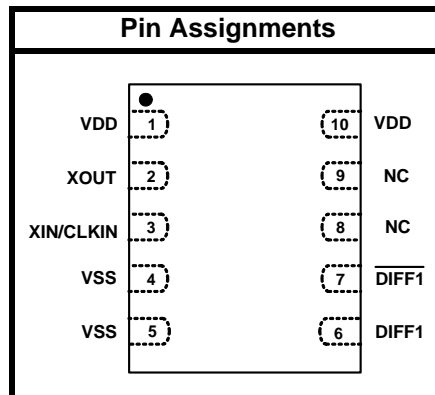 Pin Assignments
VDD 1 10 VDD
XOUT 2 9 NC
XIN/CLKIN 3 8 NC
VSS 4 7 DIFF1
VSS 5 6 DIFF1